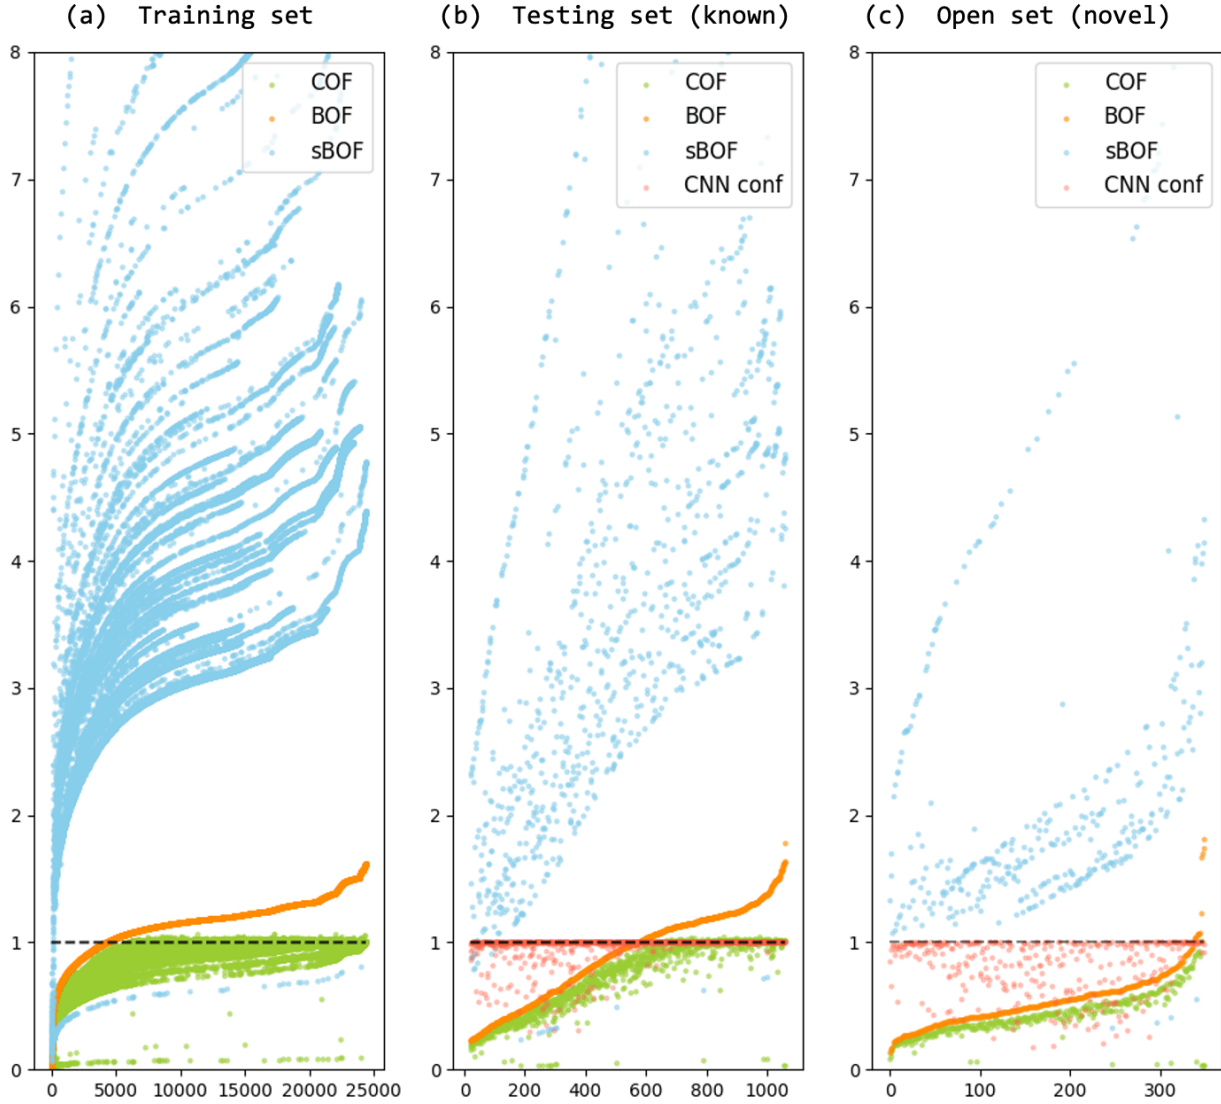 (a) Training set
8
7
6
5
4
3
2
1
0
0 5000 10000 15000 20000 25000
COF
BOF
sBOF
(b) Testing set (known)
8
7
6
5
4
3
2
1
0
0 200 400 600 800 1000
COF
BOF
sBOF
CNN conf
(c) Open set (novel)
8
7
6
5
4
3
2
1
0
0 100 200 300
COF
BOF
sBOF
CNN conf